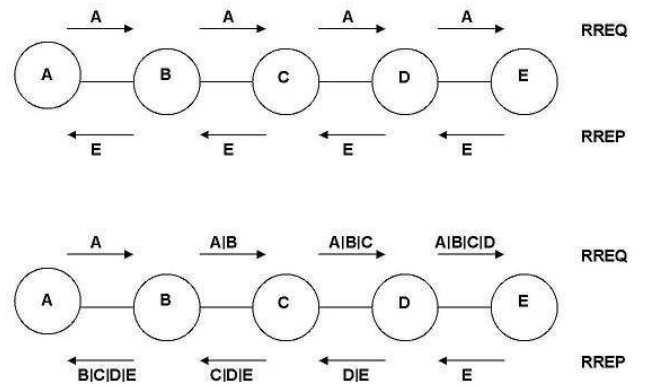 A A A A RREQ
A B C D E
E E E E RREP
A A|B A|B|C A|B|C|D RREQ
A B C D E
B|C|D|E C|D|E D|E E RREP